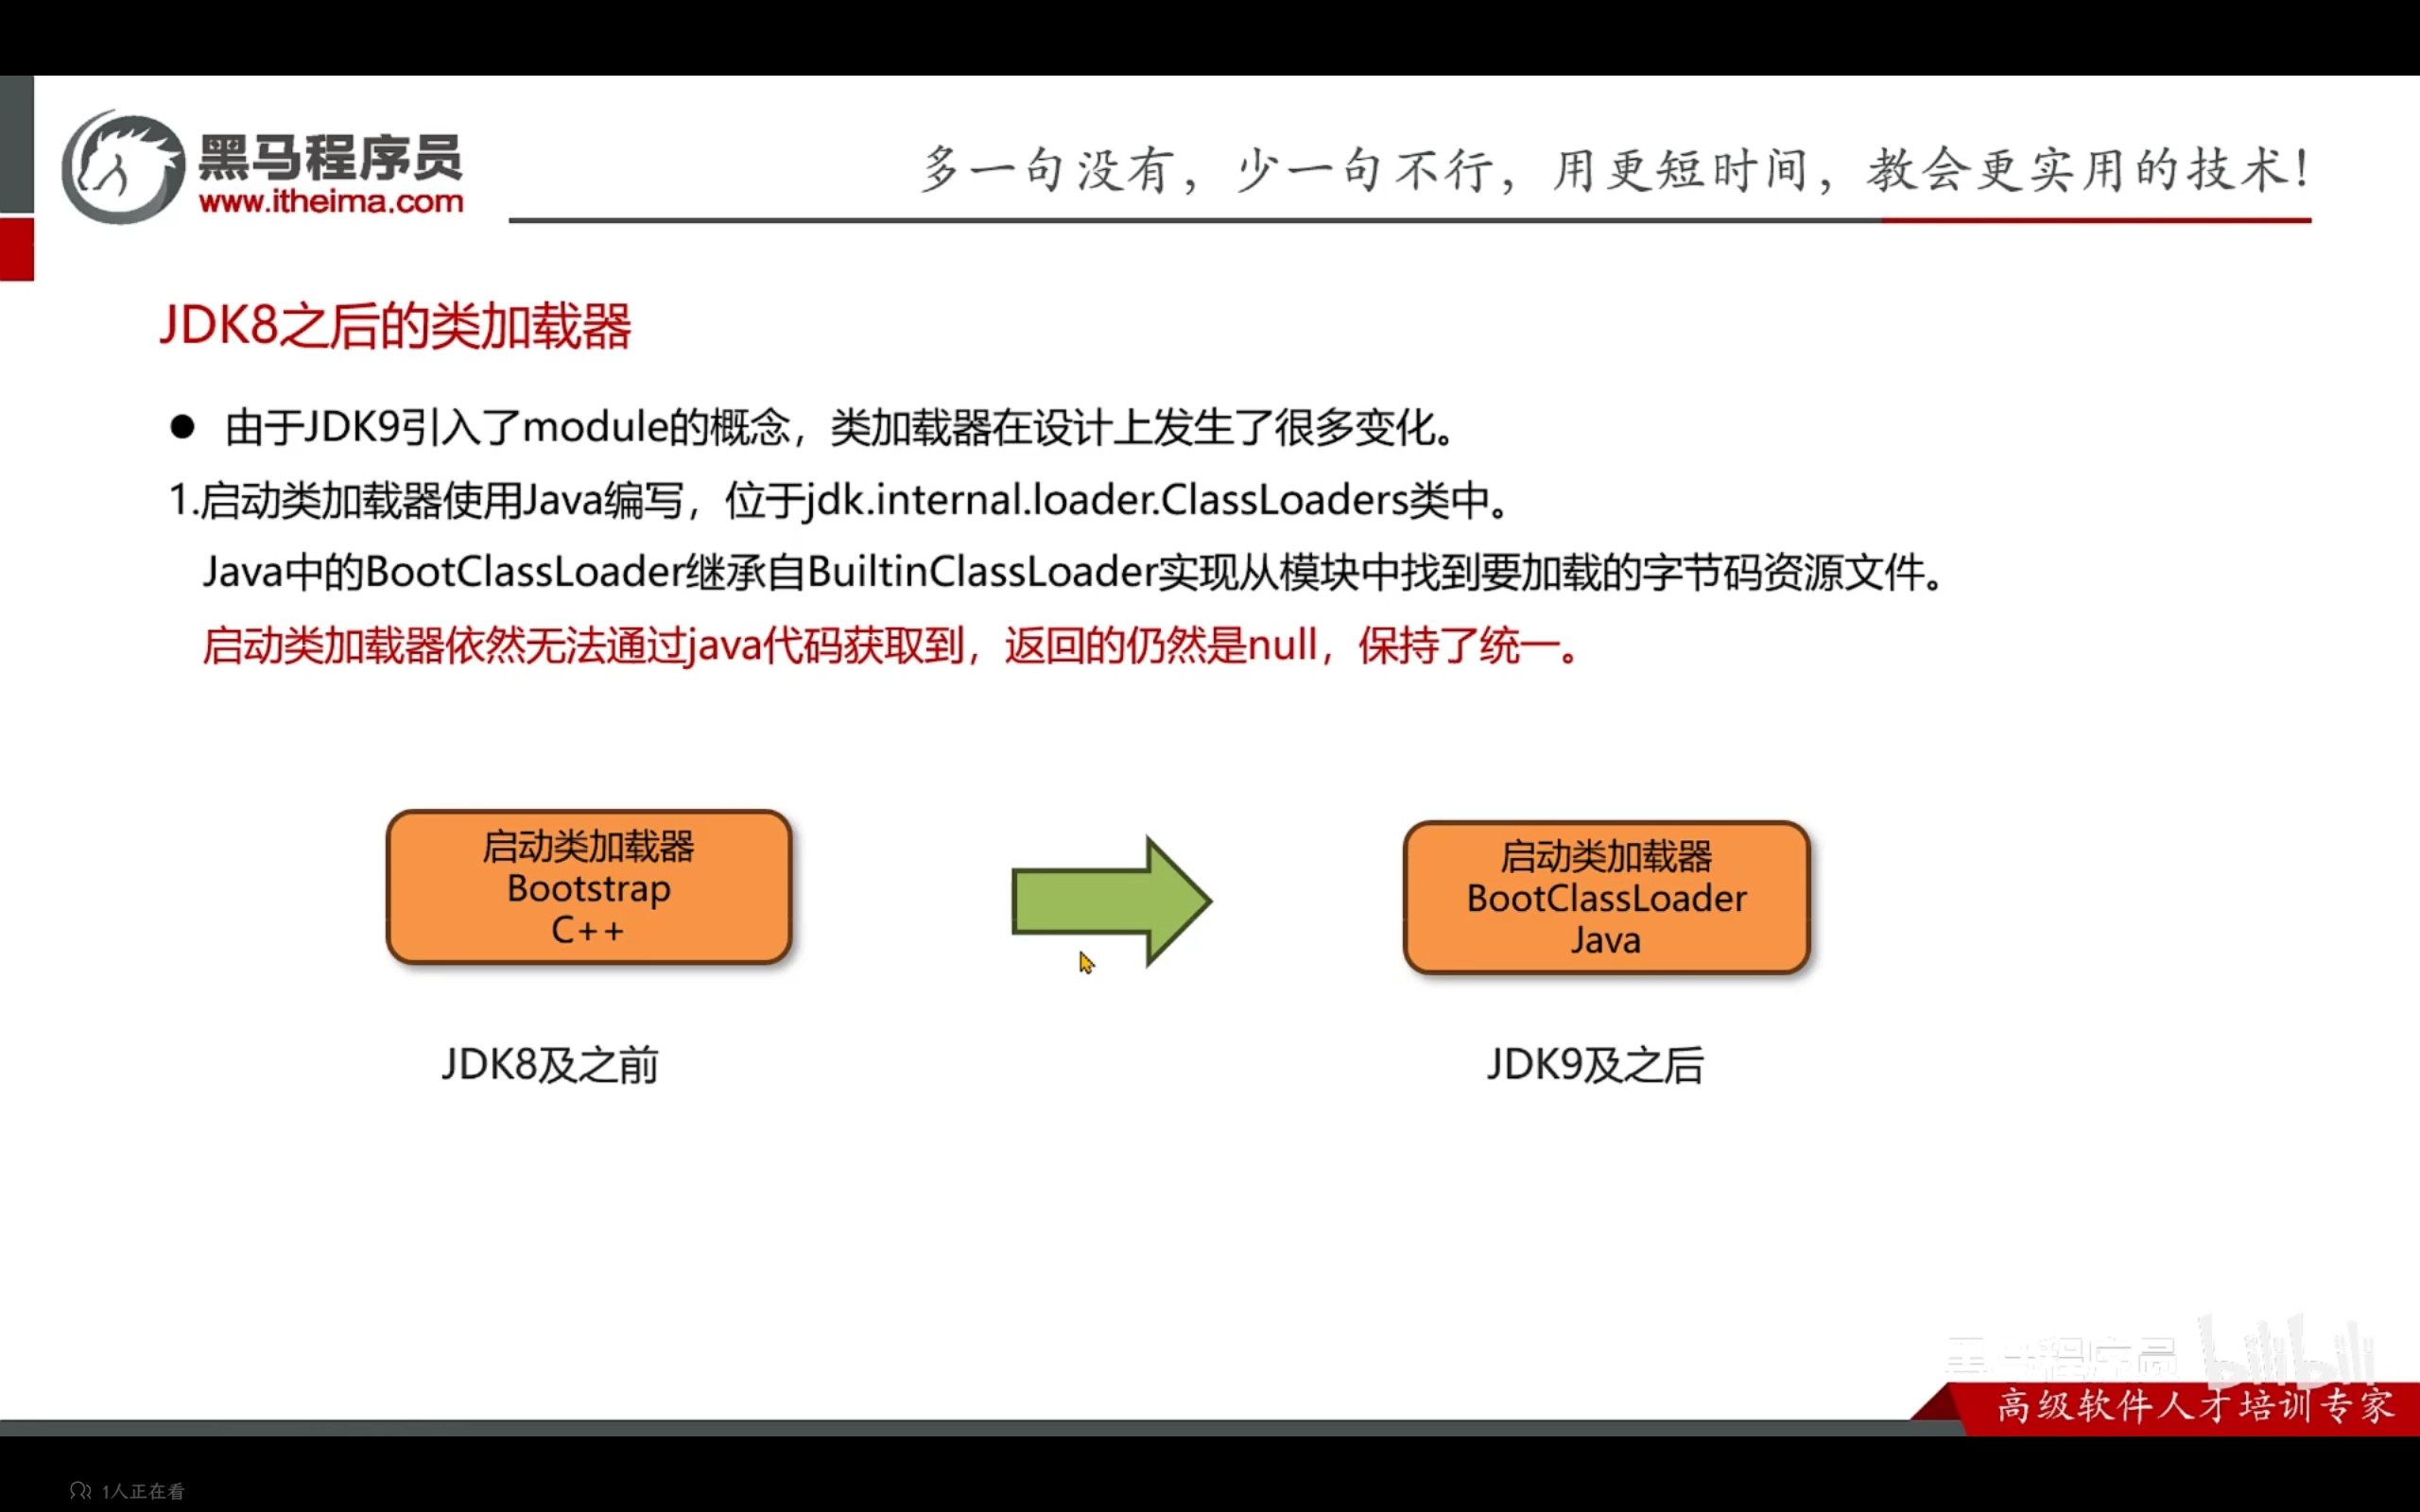 黑马程序员
www.itheima.com
多一句没有，少一句不行，用更短时间，教会更实用的技术！
JDK8之后的类加载器
● 由于JDK9引入了module的概念，类加载器在设计上发生了很多变化。
1.启动类加载器使用Java编写，位于jdk.internal.loader.ClassLoaders类中。
Java中的BootClassLoader继承自BuiltinClassLoader实现从模块中找到要加载的字节码资源文件。
启动类加载器依然无法通过java代码获取到，返回的仍然是null，保持了统一。
启动类加载器
Bootstrap
C++
启动类加载器
BootClassLoader
Java
JDK8及之前
JDK9及之后
黑马程序员 bilibili
高级软件人才培训专家
1人正在看